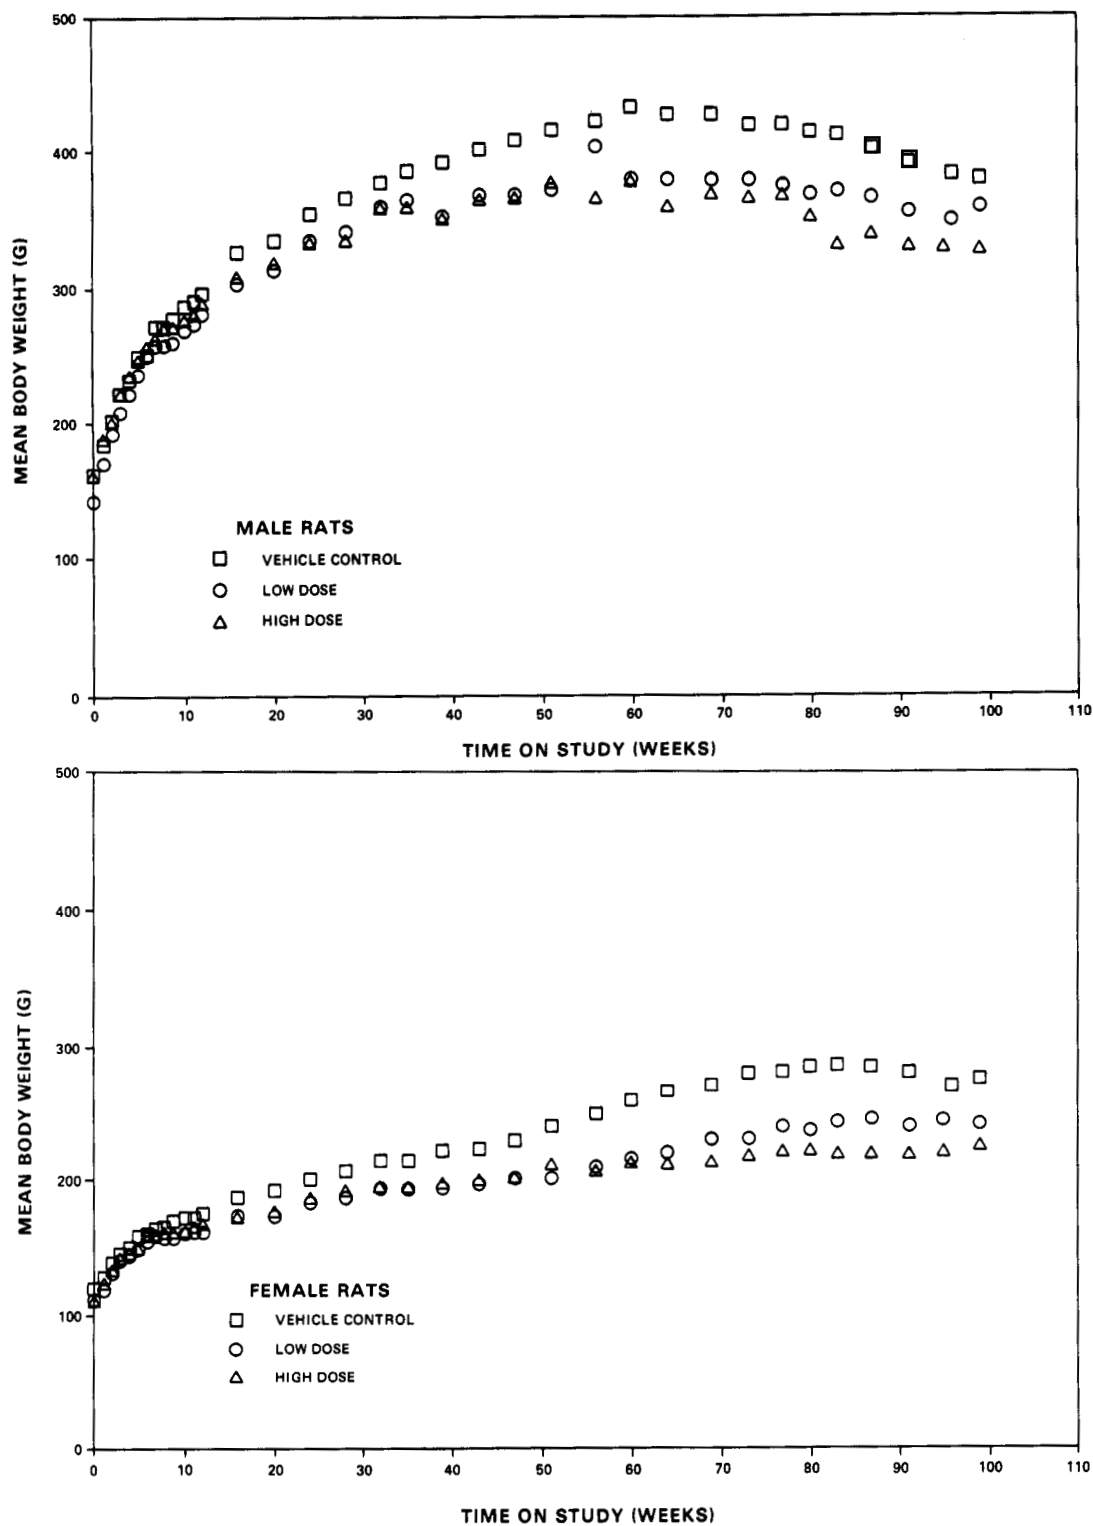 500
400
300
200
100
0
MEAN BODY WEIGHT (G)
MALE RATS
VEHICLE CONTROL
LOW DOSE
HIGH DOSE
0 10 20 30 40 50 60 70 80 90 100 110
TIME ON STUDY (WEEKS)
500
400
300
200
100
0
MEAN BODY WEIGHT (G)
FEMALE RATS
VEHICLE CONTROL
LOW DOSE
HIGH DOSE
0 10 20 30 40 50 60 70 80 90 100 110
TIME ON STUDY (WEEKS)